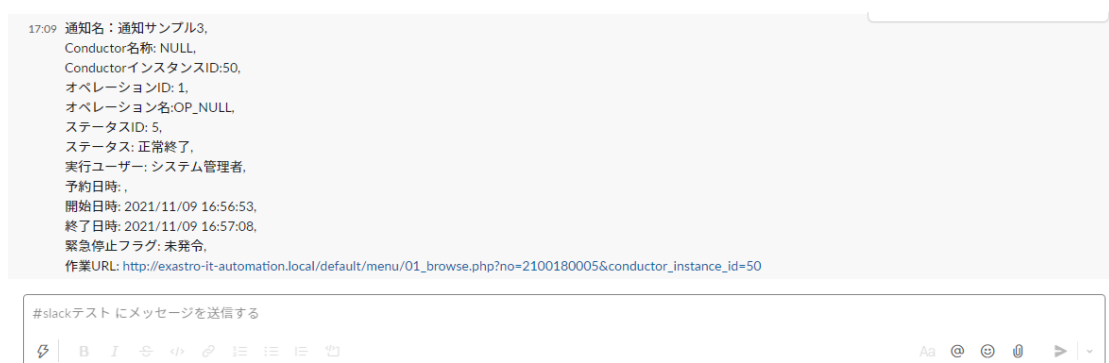 17:09 通知名：通知サンプル3,
Conductor名称: NULL,
ConductorインスタンスID:50,
オペレーションID: 1,
オペレーション名:OP_NULL,
ステータスID: 5,
ステータス: 正常終了,
実行ユーザー: システム管理者,
予約日時: ,
開始日時: 2021/11/09 16:56:53,
終了日時: 2021/11/09 16:57:08,
緊急停止フラグ: 未発令,
作業URL: http://exastro-it-automation.local/default/menu/01_browse.php?no=2100180005&conductor_instance_id=50
#slackテスト にメッセージを送信する
B I S </> Aa @